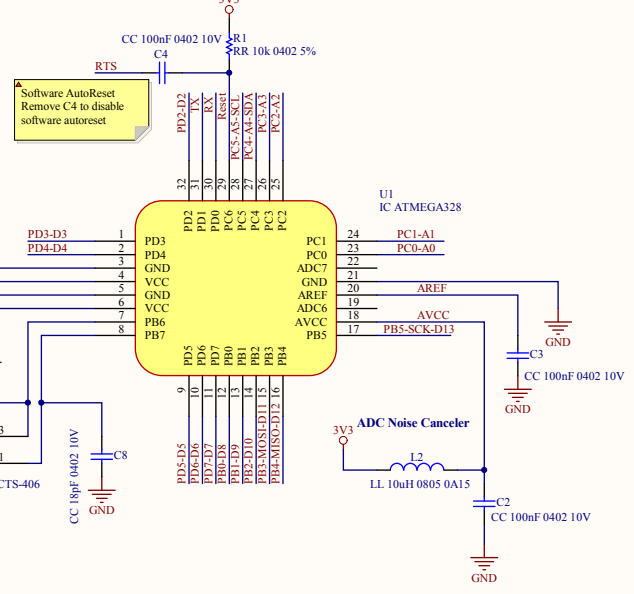 3V3
CC 100nF 0402 10V
R1
RR 10k 0402 5%
C4
RTS
Software AutoReset
Remove C4 to disable
software autoreset
PD2-D2
TX
RX
Reset
PC5-A5-SCL
PC4-A4-SDA
PC3-A3
PC2-A2
32
31
30
29
28
27
26
25
U1
IC ATMEGA328
PD2
PD1
PD0
PC6
PC5
PC4
PC3
PC2
PD3-D3 1 PD3
PD4-D4 2 PD4
3 GND
4 VCC
5 GND
6 VCC
7 PB6
8 PB7
PC1 24 PC1-A1
PC0 23 PC0-A0
ADC7 22
GND 21
AREF 20 AREF
ADC6 19
AVCC 18 AVCC
PB5 17 PB5-SCK-D13
PD5
PD6
PD7
PB0
PB1
PB2
PB3
PB4
9
10
11
12
13
14
15
16
PD5-D5
PD6-D6
PD7-D7
PB0-D8
PB1-D9
PB2-D10
PB3-MOSI-D11
PB4-MISO-D12
GND
C3
CC 100nF 0402 10V
GND
ADC Noise Canceler
3V3
L2
LL 10uH 0805 0A15
C2
CC 100nF 0402 10V
GND
3
1
CTS-406
C8
CC 18pF 0402 10V
GND